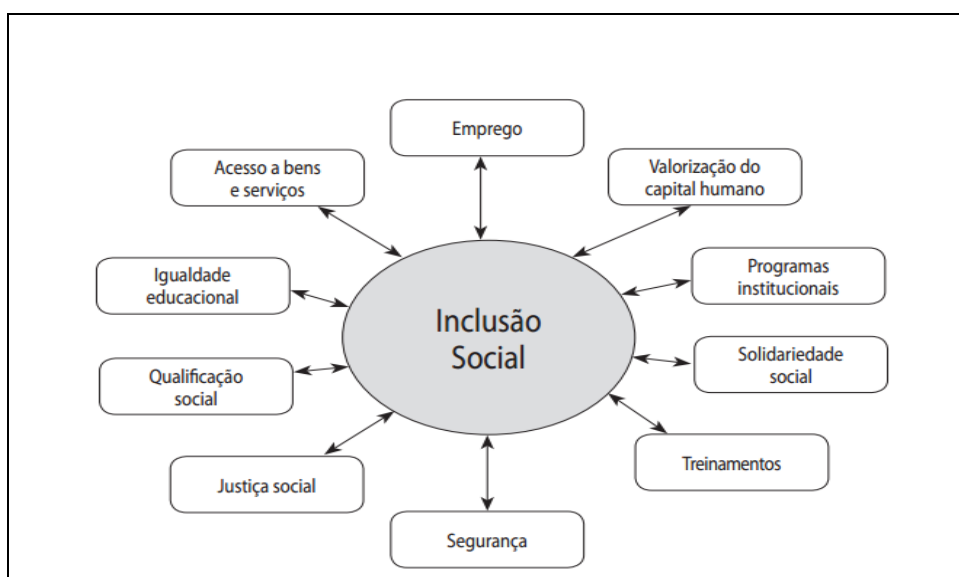 Emprego
Acesso a bens
e serviços
Valorização do
capital humano
Igualdade
educacional
Programas
institucionais
Inclusão
Social
Qualificação
social
Solidariedade
social
Justiça social
Treinamentos
Segurança